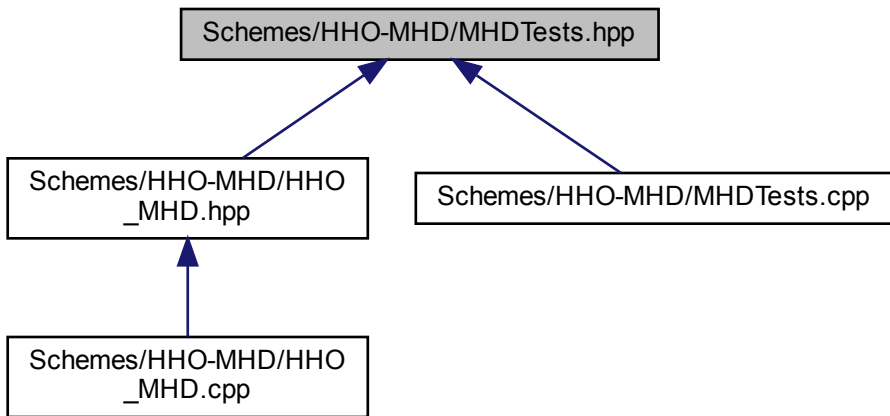 Schemes/HHO-MHD/MHDTests.hpp
Schemes/HHO-MHD/HHO
_MHD.hpp
Schemes/HHO-MHD/MHDTests.cpp
Schemes/HHO-MHD/HHO
_MHD.cpp